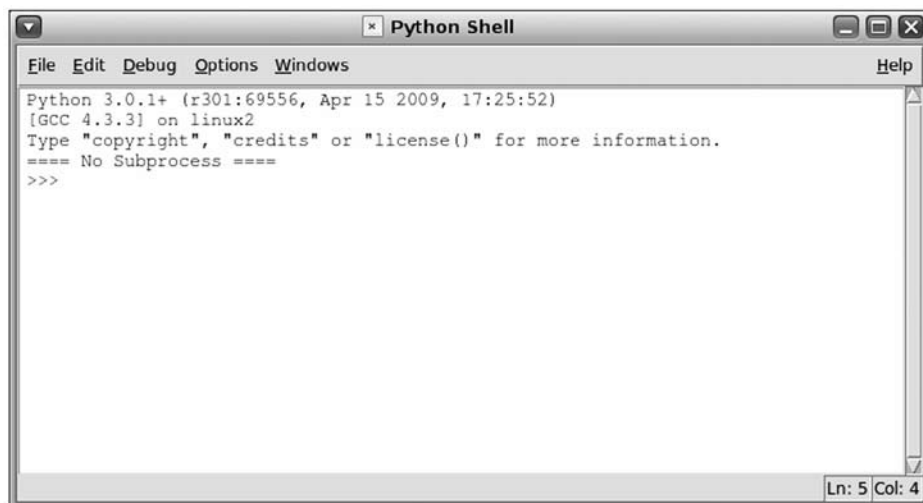 Python Shell
File Edit Debug Options Windows Help
Python 3.0.1+ (r301:69556, Apr 15 2009, 17:25:52)
[GCC 4.3.3] on linux2
Type "copyright", "credits" or "license()" for more information.
==== No Subprocess ====
>>>
Ln: 5 Col: 4